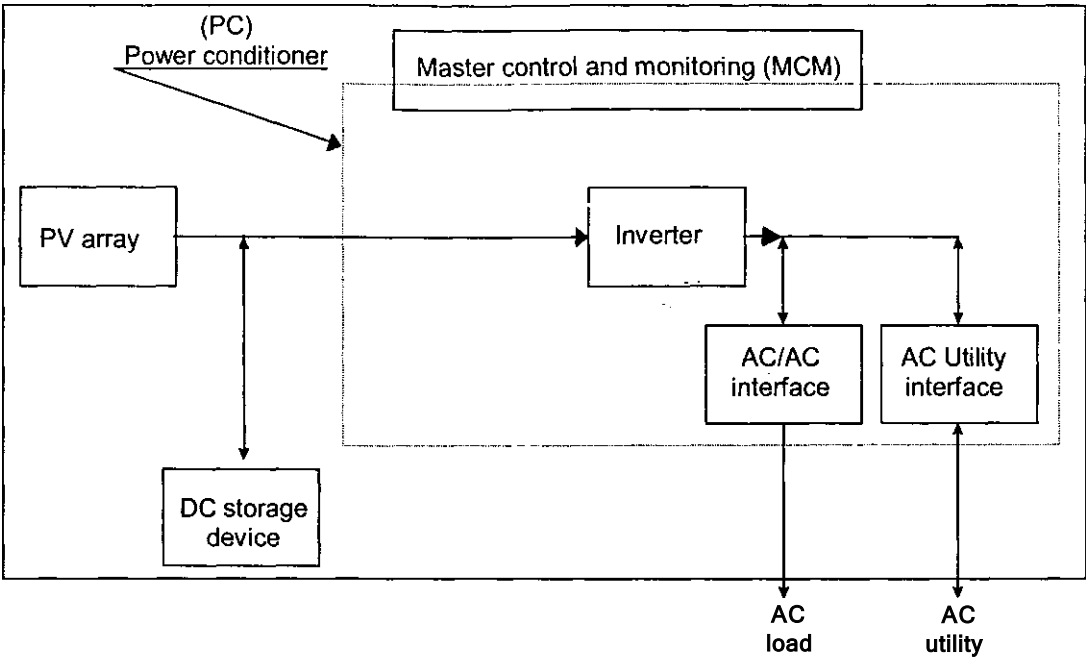 (PC)
Power conditioner
Master control and monitoring (MCM)
PV array
Inverter
AC/AC
interface
AC Utility
interface
DC storage
device
AC
load
AC
utility